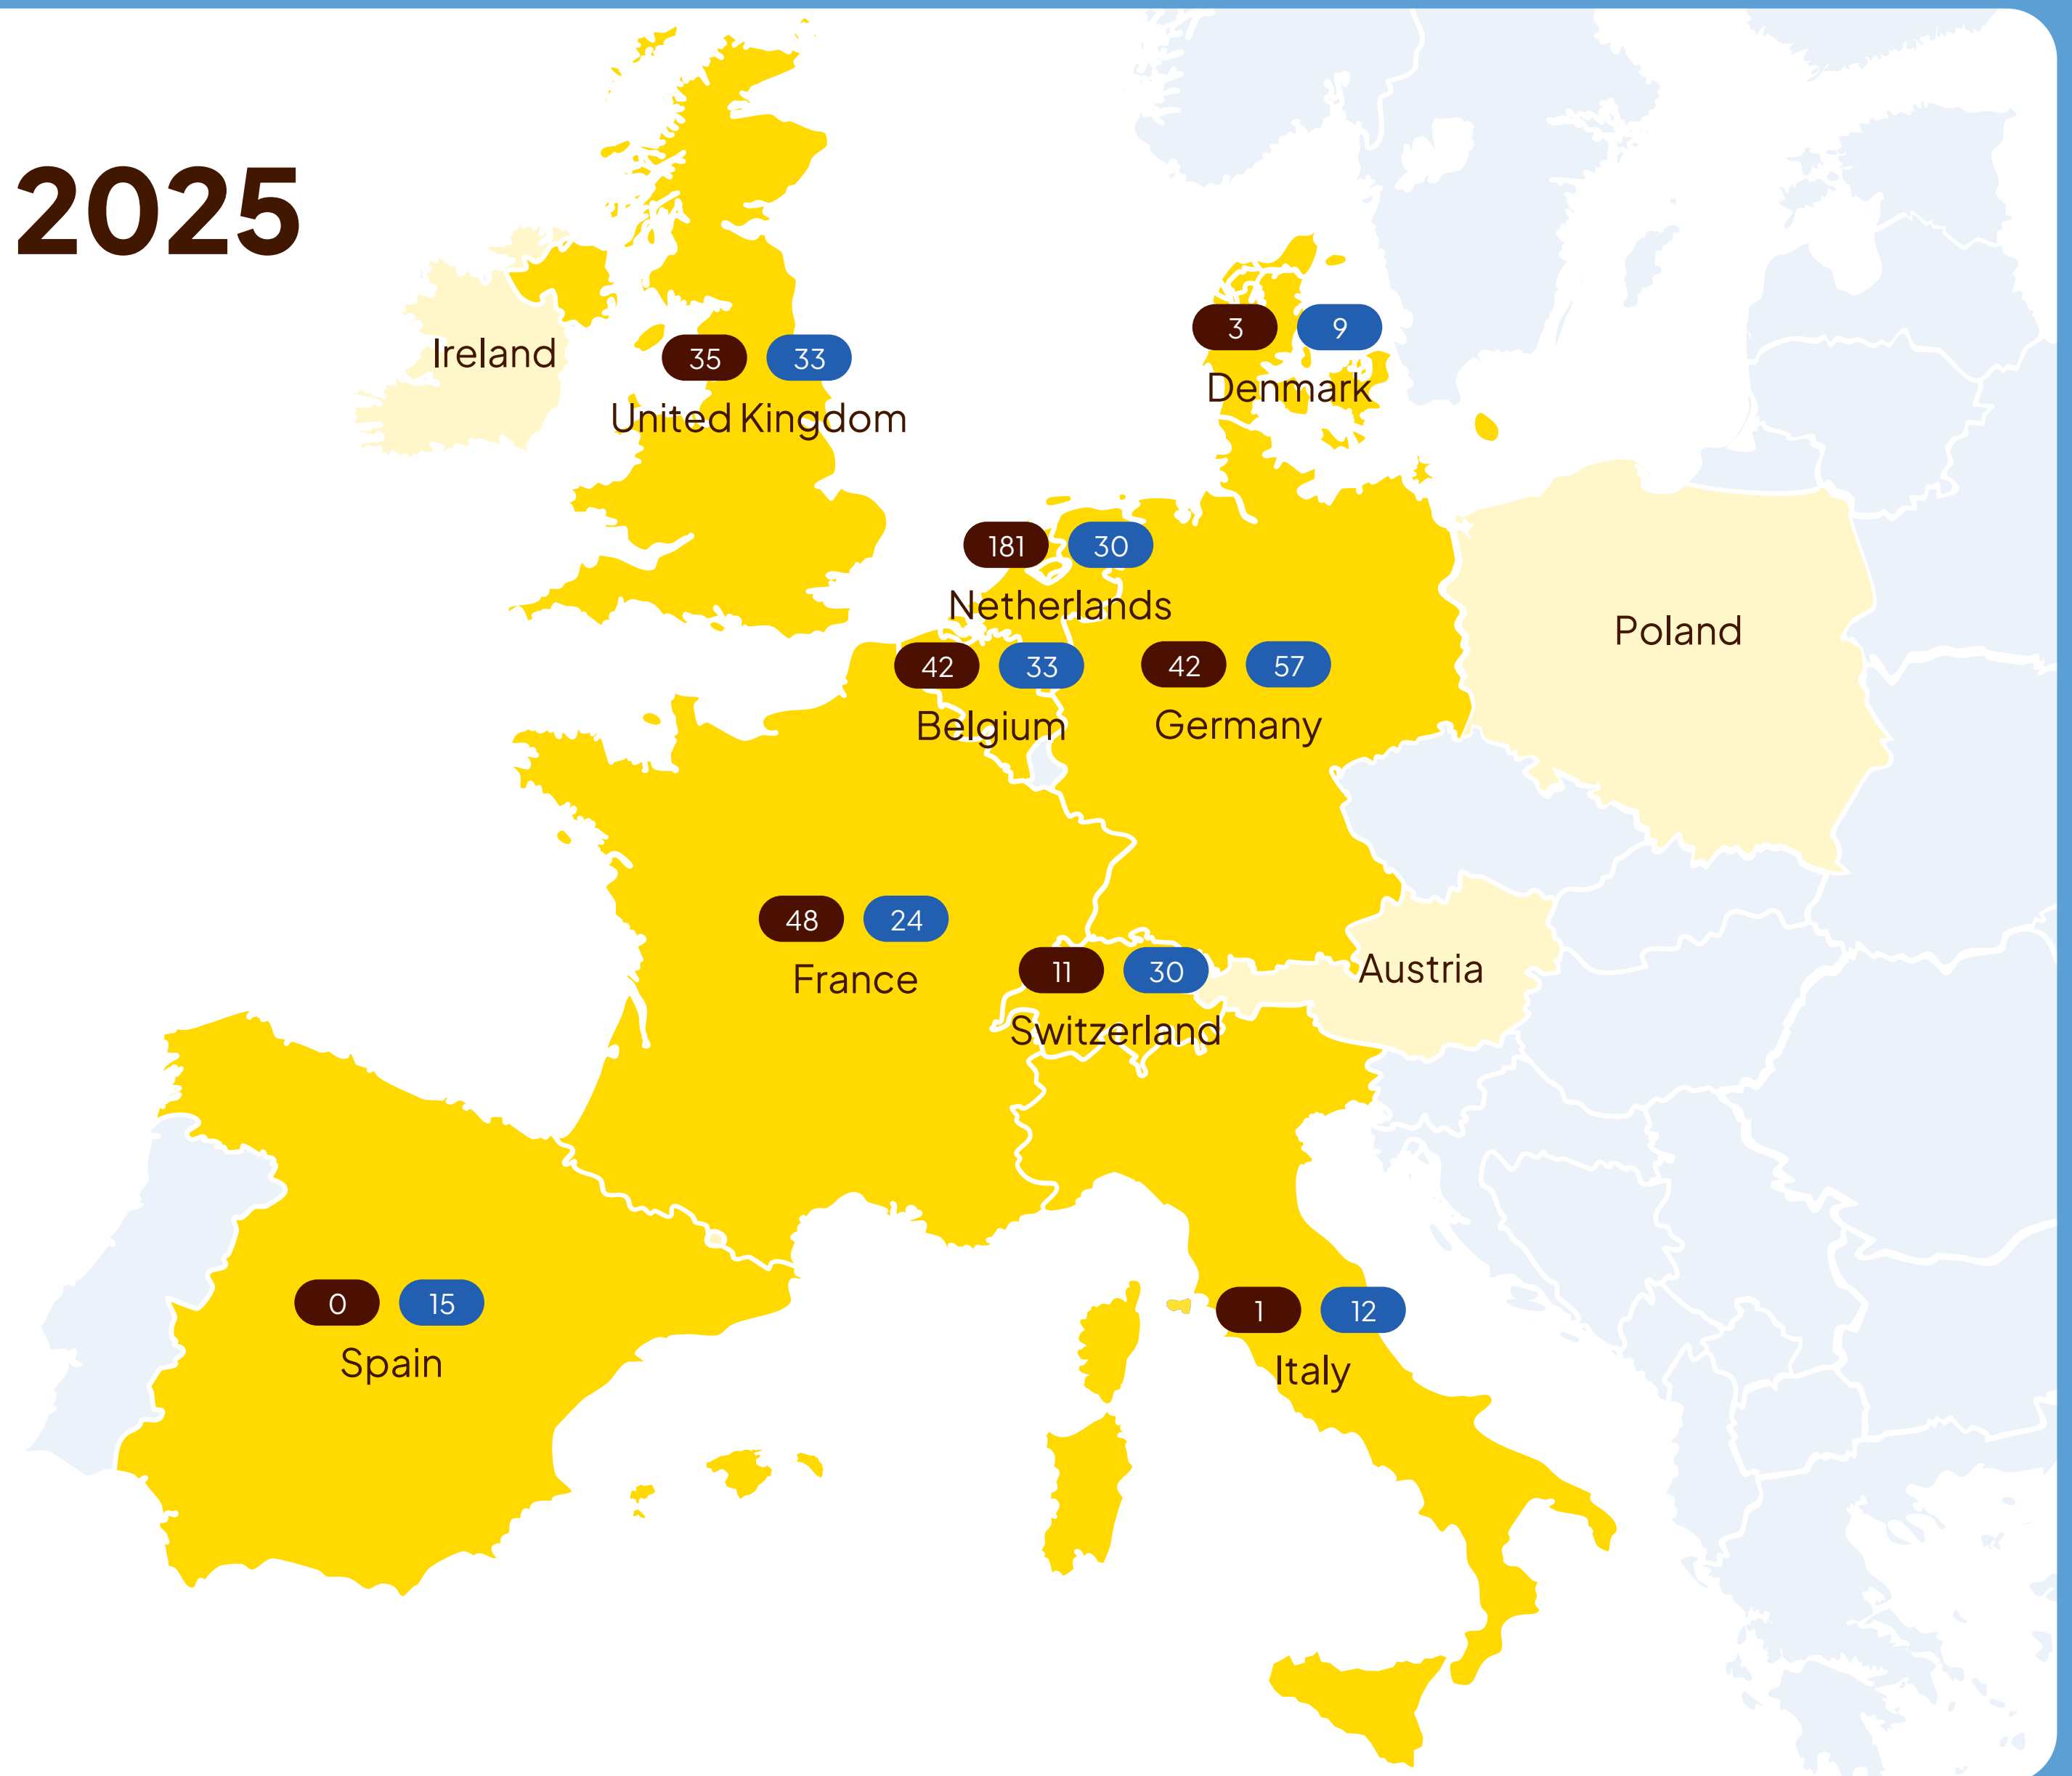 2025
Ireland
35 33
United Kingdom
3 9
Denmark
181 30
Netherlands
Poland
42 33
Belgium
42 57
Germany
48 24
France
11 30
Switzerland
Austria
0 15
Spain
1 12
Italy